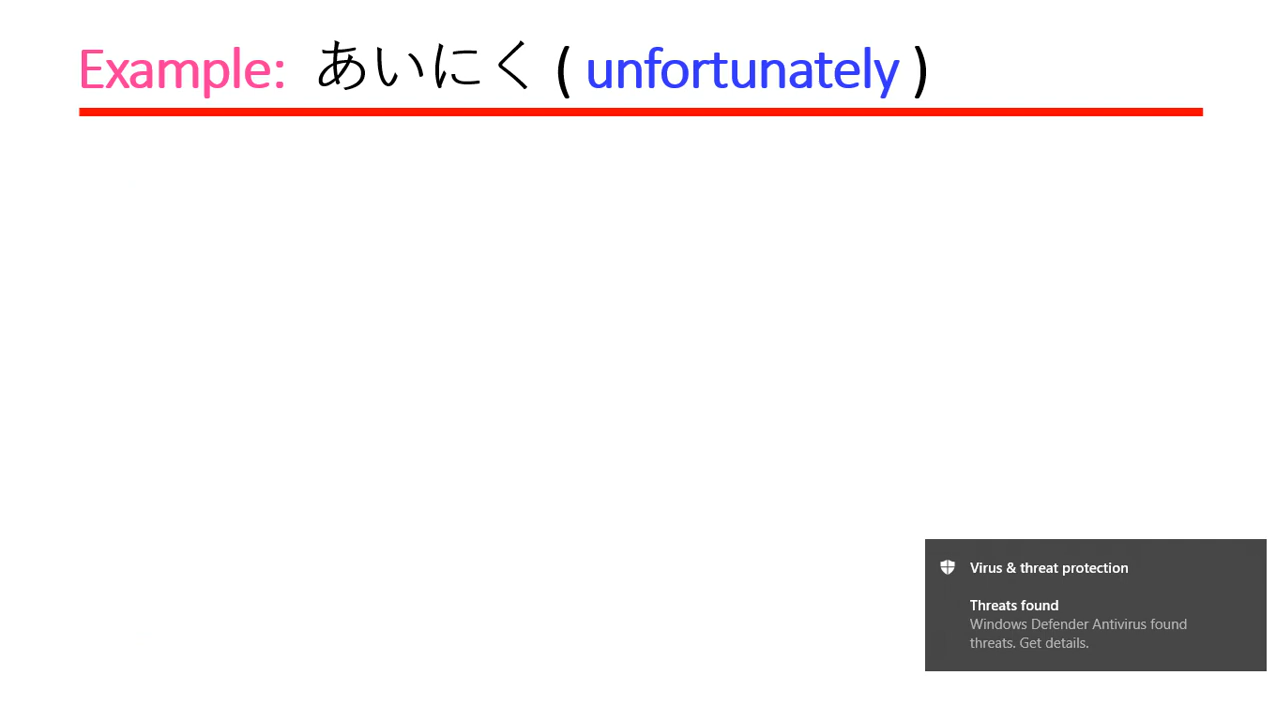 Example: あいにく ( unfortunately )
Virus & threat protection
Threats found
Windows Defender Antivirus found
threats. Get details.